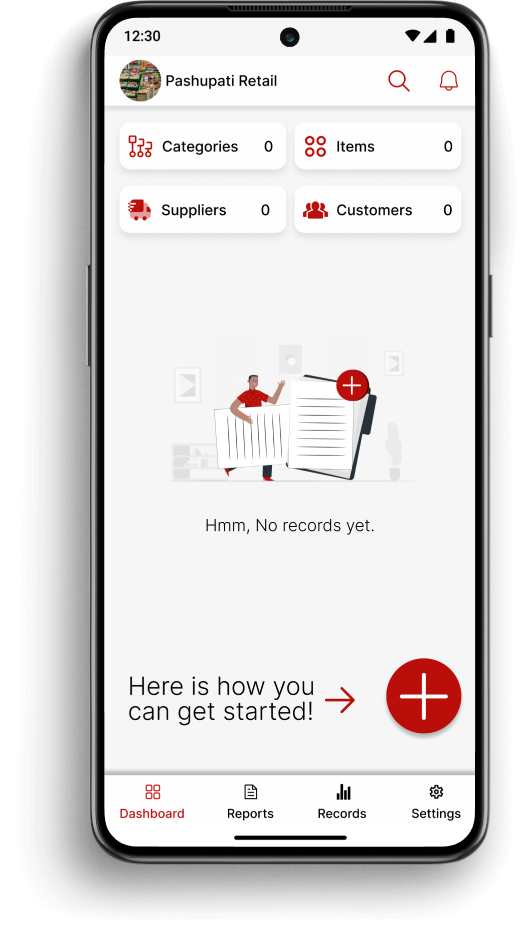 12:30
Pashupati Retail
Categories 0
Items 0
Suppliers 0
Customers 0
Hmm, No records yet.
Here is how you
can get started!
Dashboard
Reports
Records
Settings